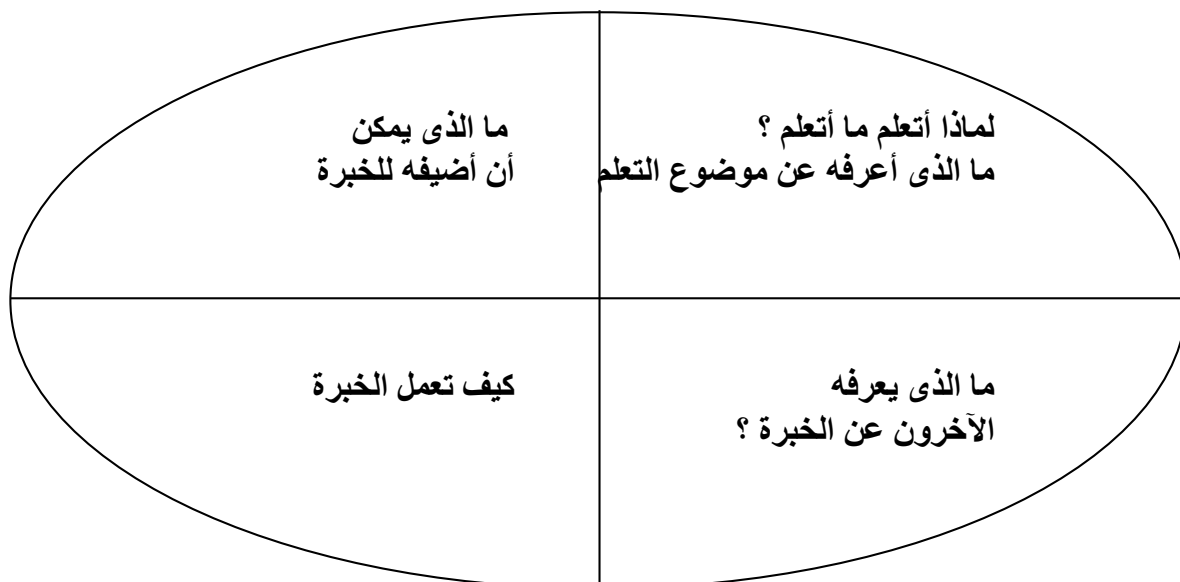 لماذا أتعلم ما أتعلم ؟
ما الذى أعرفه عن موضوع التعلم
ما الذى يمكن
أن أضيفه للخبرة
ما الذى يعرفه
الآخرون عن الخبرة ؟
كيف تعمل الخبرة